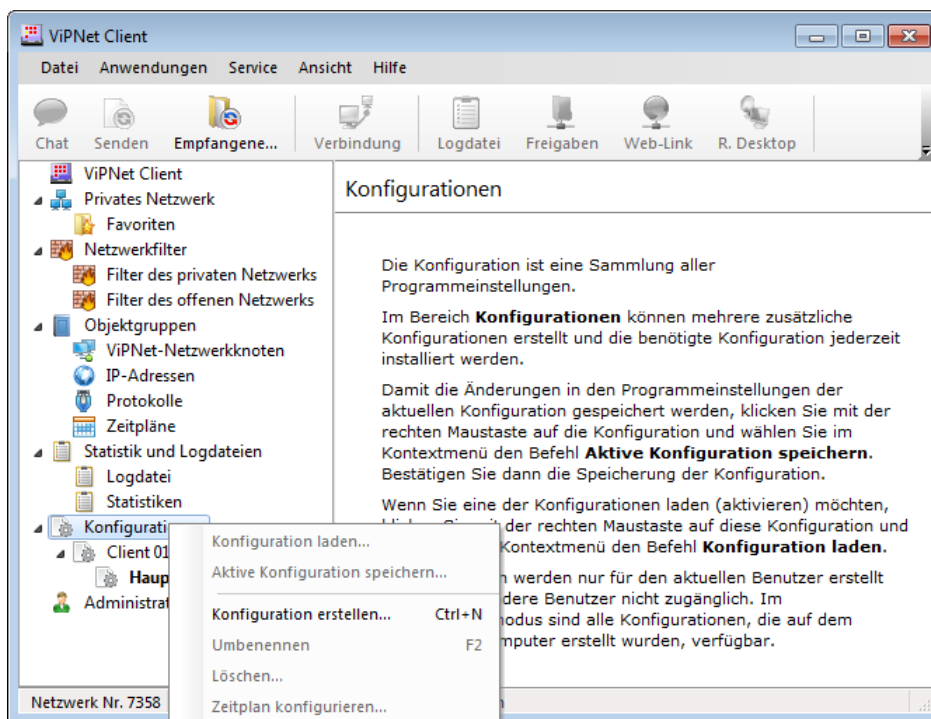 ViPNet Client
Datei Anwendungen Service Ansicht Hilfe
Chat Senden Empfangene... Verbindung Logdatei Freigaben Web-Link R. Desktop
ViPNet Client
Privates Netzwerk
Favoriten
Netzwerkfilter
Filter des privaten Netzwerks
Filter des offenen Netzwerks
Objektgruppen
ViPNet-Netzwerkknoten
IP-Adressen
Protokolle
Zeitpläne
Statistik und Logdateien
Logdatei
Statistiken
Konfigurati
Client 01
Haup
Administrat
Konfigurationen
Die Konfiguration ist eine Sammlung aller
Programmeinstellungen.
Im Bereich Konfigurationen können mehrere zusätzliche
Konfigurationen erstellt und die benötigte Konfiguration jederzeit
installiert werden.
Damit die Änderungen in den Programmeinstellungen der
aktuellen Konfiguration gespeichert werden, klicken Sie mit der
rechten Maustaste auf die Konfiguration und wählen Sie im
Kontextmenü den Befehl Aktive Konfiguration speichern.
Bestätigen Sie dann die Speicherung der Konfiguration.
Wenn Sie eine der Konfigurationen laden (aktivieren) möchten,
der rechten Maustaste auf diese Konfiguration und
Kontextmenü den Befehl Konfiguration laden.
werden nur für den aktuellen Benutzer erstellt
dere Benutzer nicht zugänglich. Im
odus sind alle Konfigurationen, die auf dem
mputer erstellt wurden, verfügbar.
Konfiguration laden...
Aktive Konfiguration speichern...
Konfiguration erstellen... Ctrl+N
Umbenennen F2
Löschen...
Zeitplan konfigurieren...
Netzwerk Nr. 7358